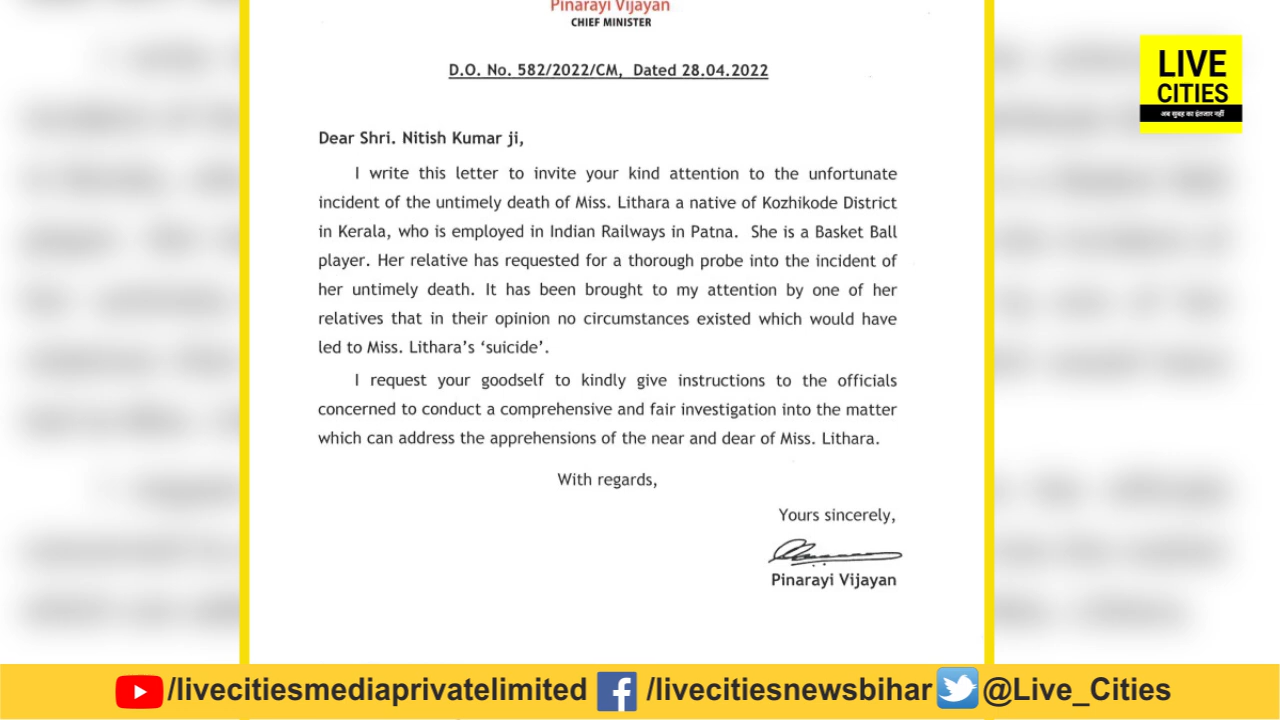 Pinarayi Vijayan
CHIEF MINISTER
D.O. No. 582/2022/CM, Dated 28.04.2022
Dear Shri. Nitish Kumar ji,
I write this letter to invite your kind attention to the unfortunate
incident of the untimely death of Miss. Lithara a native of Kozhikode District
in Kerala, who is employed in Indian Railways in Patna. She is a Basket Ball
player. Her relative has requested for a thorough probe into the incident of
her untimely death. It has been brought to my attention by one of her
relatives that in their opinion no circumstances existed which would have
led to Miss. Lithara's ‘suicide’.
I request your goodself to kindly give instructions to the officials
concerned to conduct a comprehensive and fair investigation into the matter
which can address the apprehensions of the near and dear of Miss. Lithara.
With regards,
Yours sincerely,
Pinarayi Vijayan
LIVE
CITIES
अब सुबह का इंतजार नहीं
/livecitiesmediaprivatelimited /livecitiesnewsbihar @Live_Cities